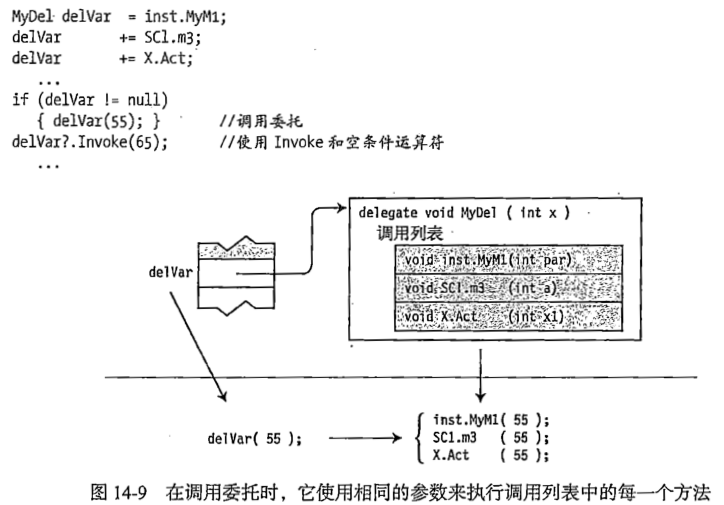 MyDel delVar = inst.MyM1;
delVar += SCl.m3;
delVar += X.Act;
...
if (delVar != null)
{ delVar(55); } //调用委托
delVar?.Invoke(65); //使用 Invoke 和空条件运算符
...
delegate void MyDel ( int x )
调用列表
void inst.MyM1(int par)
delVar
void SCl.m3 (int a)
void X.Act (int x1)
inst.MyM1( 55 );
delVar( 55 );
SCl.m3 ( 55 );
X.Act ( 55 );
图 14-9 在调用委托时，它使用相同的参数来执行调用列表中的每一个方法